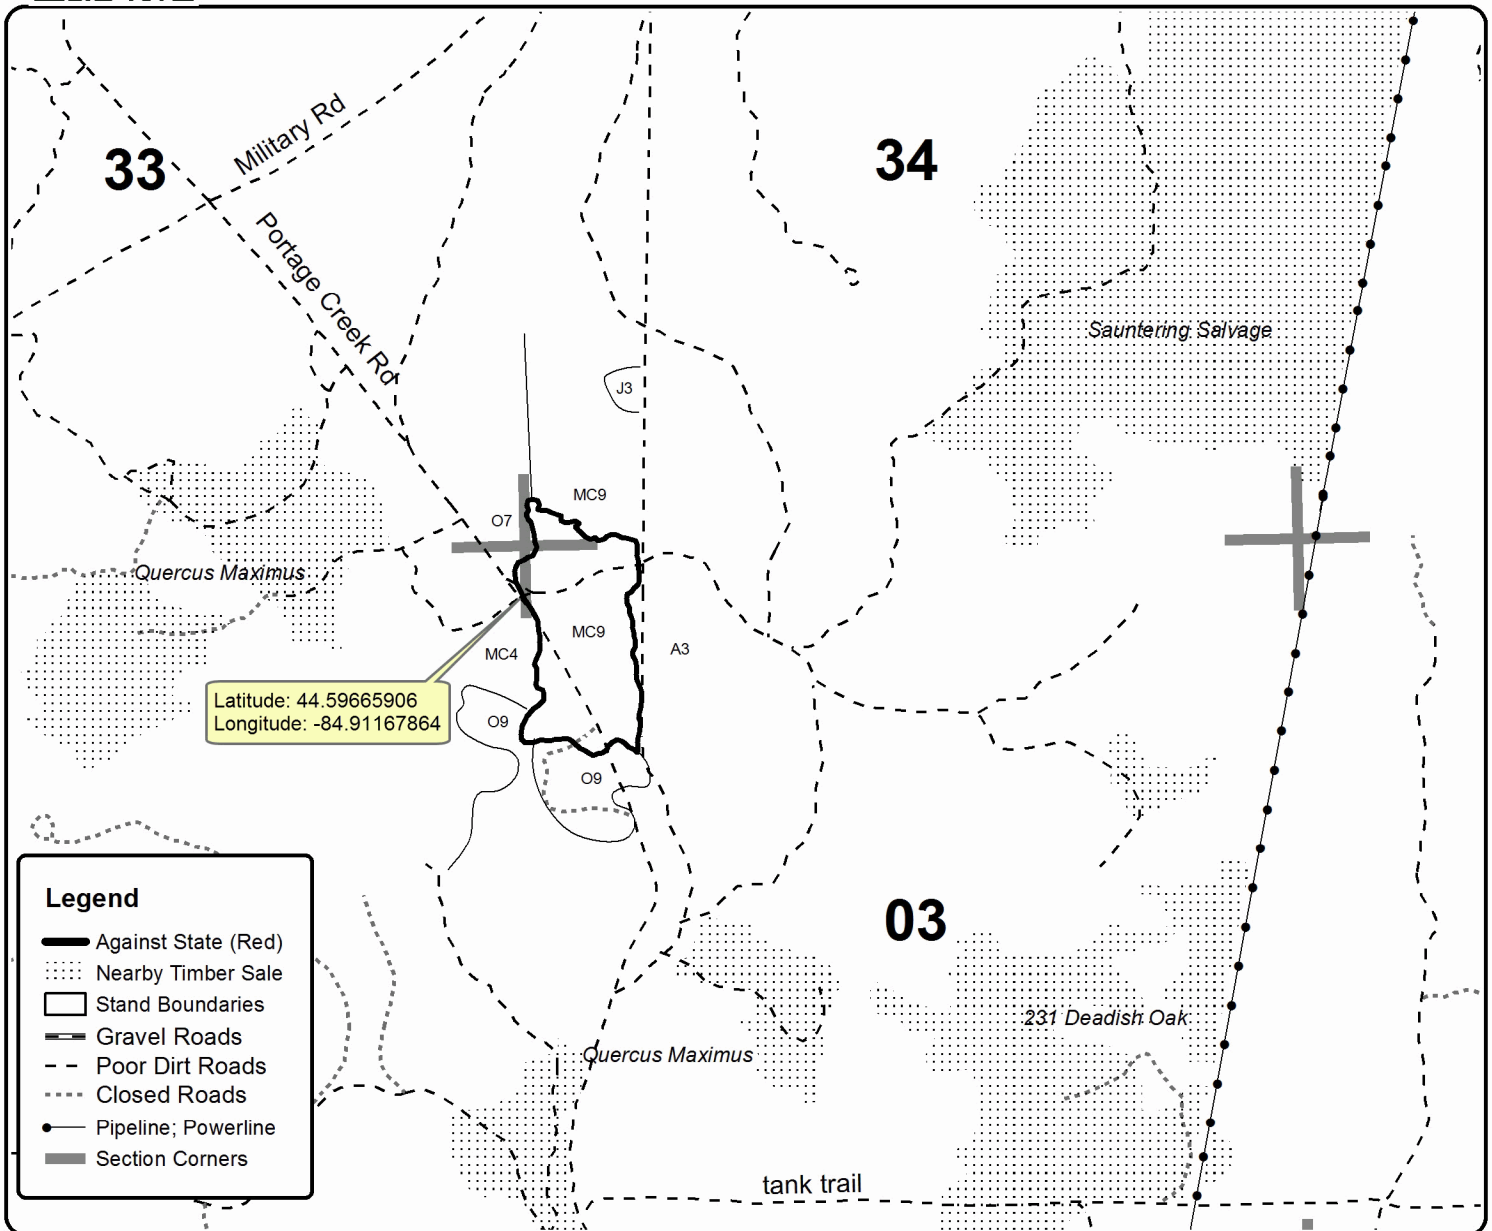 33
Military Rd
34
Portage Creek Rd
Sauntering Salvage
J3
MC9
O7
Quercus Maximus
MC9
MC4
A3
Latitude: 44.59665906
Longitude: -84.91167864
O9
O9
03
Legend
Against State (Red)
Nearby Timber Sale
Stand Boundaries
Gravel Roads
Poor Dirt Roads
Closed Roads
Pipeline; Powerline
Section Corners
231 Deadish Oak
Quercus Maximus
tank trail